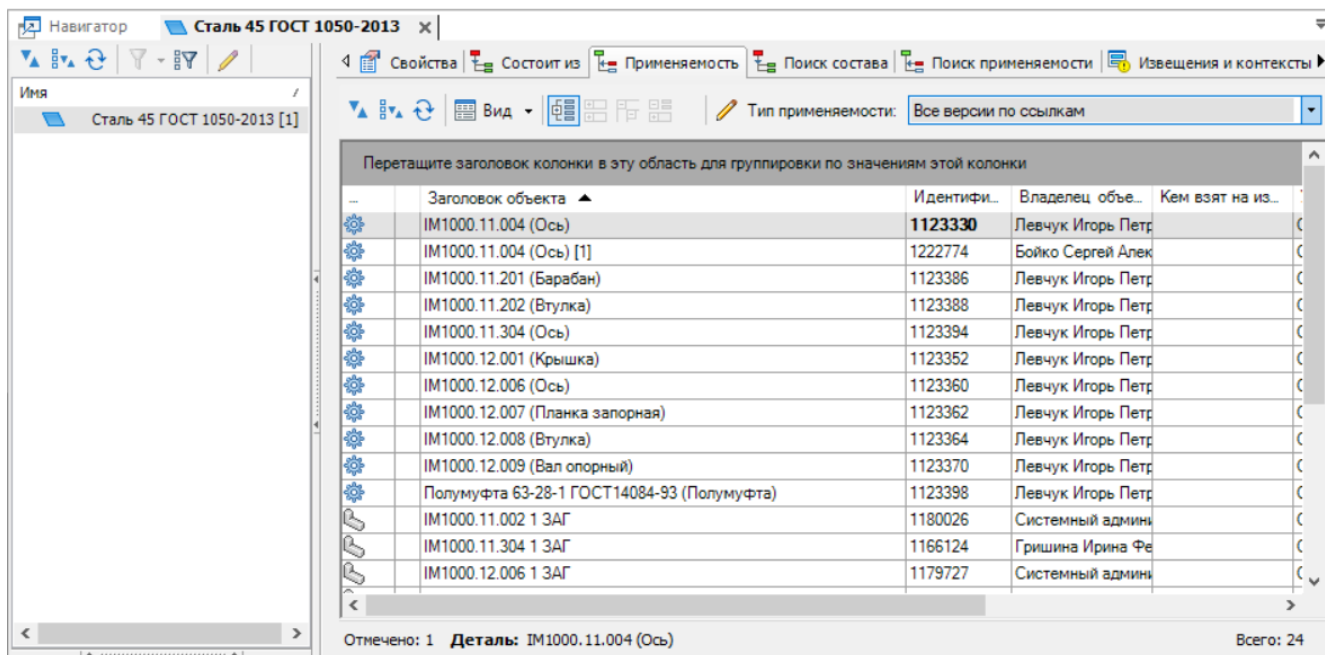 Навигатор Сталь 45 ГОСТ 1050-2013
Свойства Состоит из Применяемость Поиск состава Поиск применяемости Извещения и контексты
Имя
Сталь 45 ГОСТ 1050-2013 [1]
Вид Тип применяемости: Все версии по ссылкам
Перетащите заголовок колонки в эту область для группировки по значениям этой колонки
... Заголовок объекта Идентифи... Владелец объе... Кем взят на из...
IM1000.11.004 (Ось) 1123330 Левчук Игорь Петр
IM1000.11.004 (Ось) [1] 1222774 Бойко Сергей Алек
IM1000.11.201 (Барабан) 1123386 Левчук Игорь Петр
IM1000.11.202 (Втулка) 1123388 Левчук Игорь Петр
IM1000.11.304 (Ось) 1123394 Левчук Игорь Петр
IM1000.12.001 (Крышка) 1123352 Левчук Игорь Петр
IM1000.12.006 (Ось) 1123360 Левчук Игорь Петр
IM1000.12.007 (Планка запорная) 1123362 Левчук Игорь Петр
IM1000.12.008 (Втулка) 1123364 Левчук Игорь Петр
IM1000.12.009 (Вал опорный) 1123370 Левчук Игорь Петр
Полумуфта 63-28-1 ГОСТ14084-93 (Полумуфта) 1123398 Левчук Игорь Петр
IM1000.11.002 1 ЗАГ 1180026 Системный админи
IM1000.11.304 1 ЗАГ 1166124 Гришина Ирина Фе
IM1000.12.006 1 ЗАГ 1179727 Системный админи
Отмечено: 1 Деталь: IM1000.11.004 (Ось) Всего: 24